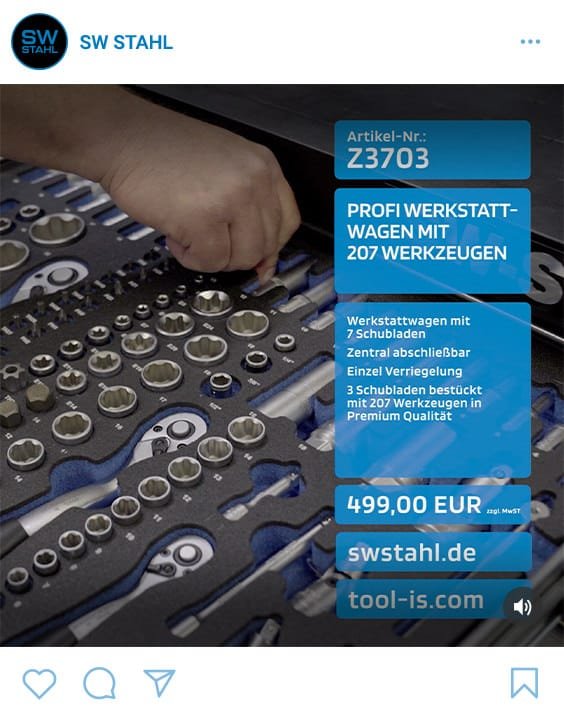 SW
STAHL
SW STAHL
Artikel-Nr.:
Z3703
PROFI WERKSTATT-
WAGEN MIT
207 WERKZEUGEN
Werkstattwagen mit
7 Schubladen
Zentral abschließbar
Einzel Verriegelung
3 Schubladen bestückt
mit 207 Werkzeugen in
Premium Qualität
499,00 EUR zzgl. MwST
swstahl.de
tool-is.com